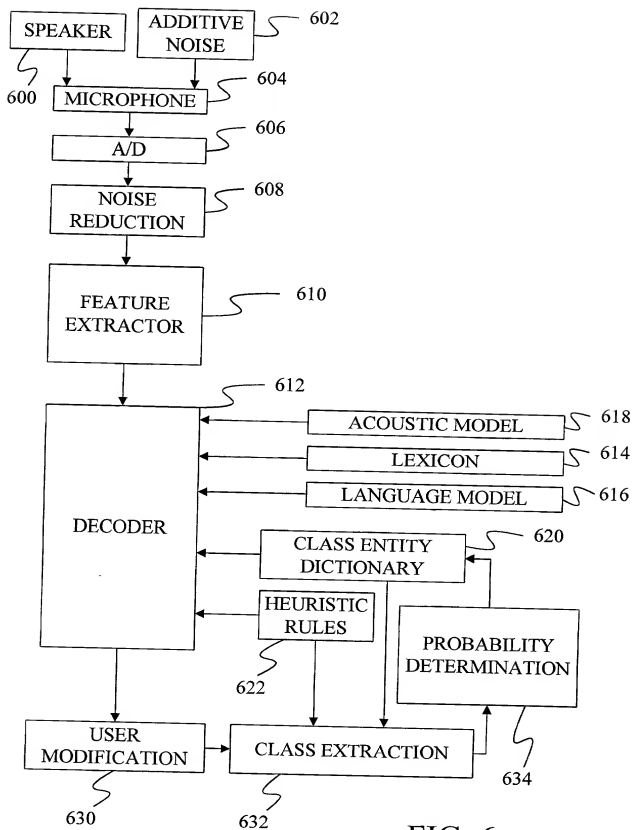 SPEAKER
600
ADDITIVE
NOISE
602
MICROPHONE
604
A/D
606
NOISE
REDUCTION
608
FEATURE
EXTRACTOR
610
612
DECODER
ACOUSTIC MODEL
618
LEXICON
614
LANGUAGE MODEL
616
CLASS ENTITY
DICTIONARY
620
HEURISTIC
RULES
622
PROBABILITY
DETERMINATION
634
USER
MODIFICATION
630
CLASS EXTRACTION
632